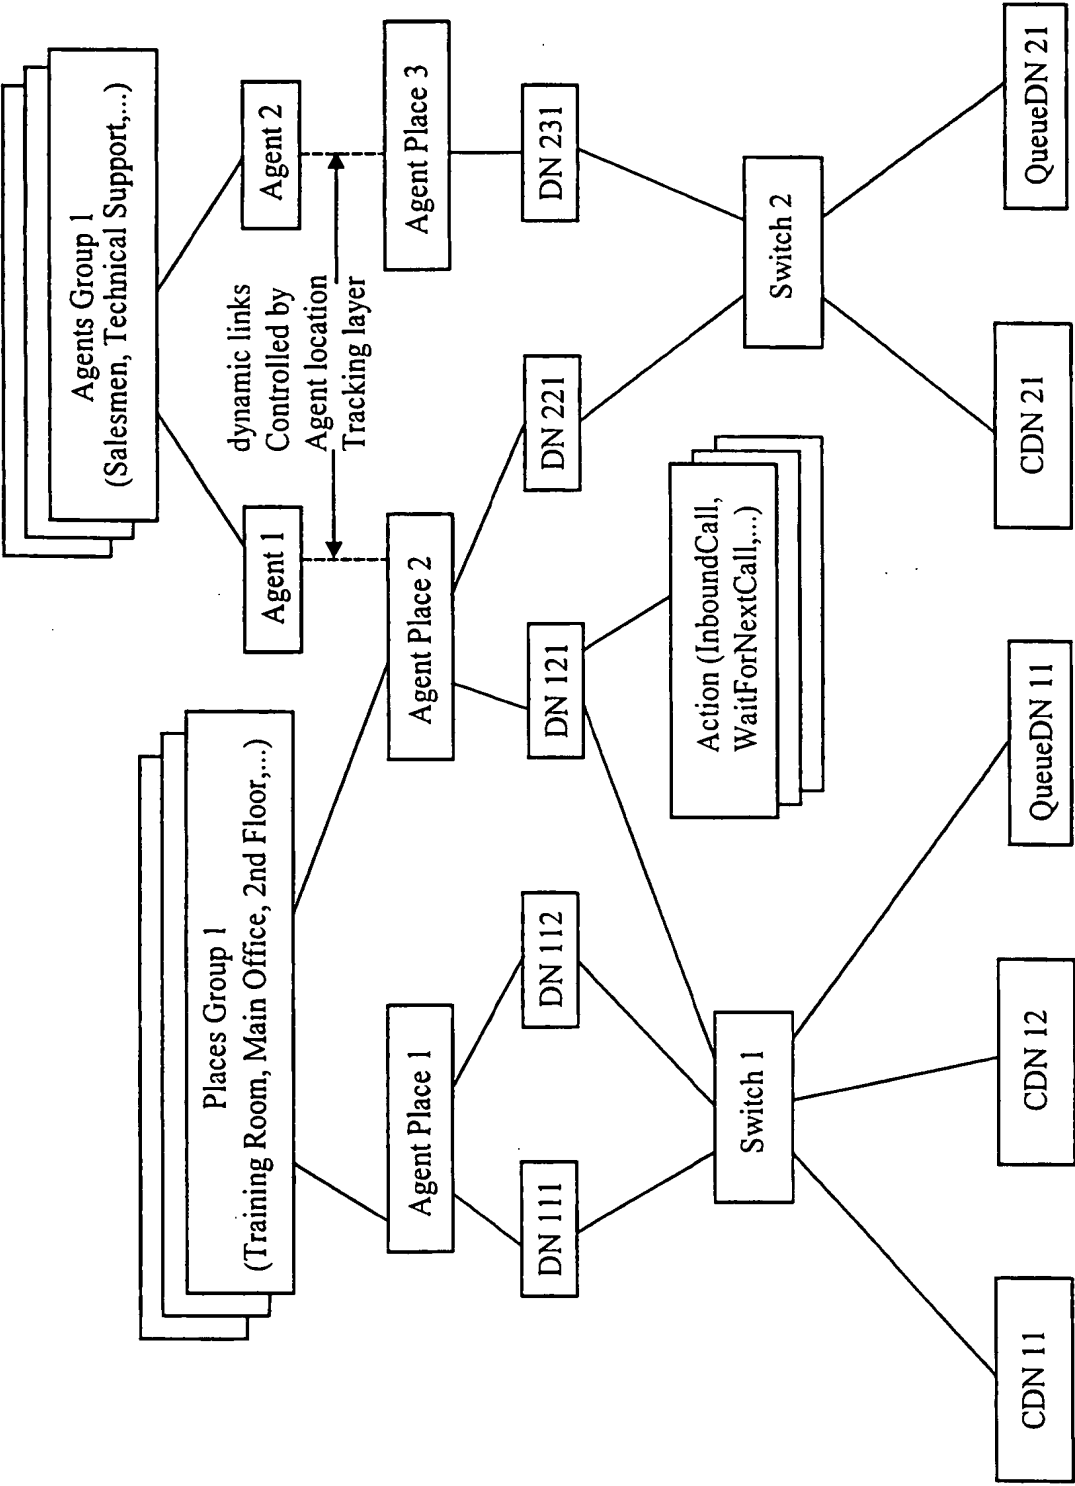 Agents Group 1
(Salesmen, Technical Support,...)
Places Group 1
(Training Room, Main Office, 2nd Floor,...)
Agent 1
Agent 2
dynamic links
Controlled by
Agent location
Tracking layer
Agent Place 1
Agent Place 2
Agent Place 3
DN 111
DN 112
DN 121
DN 221
DN 231
Action (InboundCall,
WaitForNextCall,...)
Switch 1
Switch 2
CDN 11
CDN 12
QueueDN 11
CDN 21
QueueDN 21